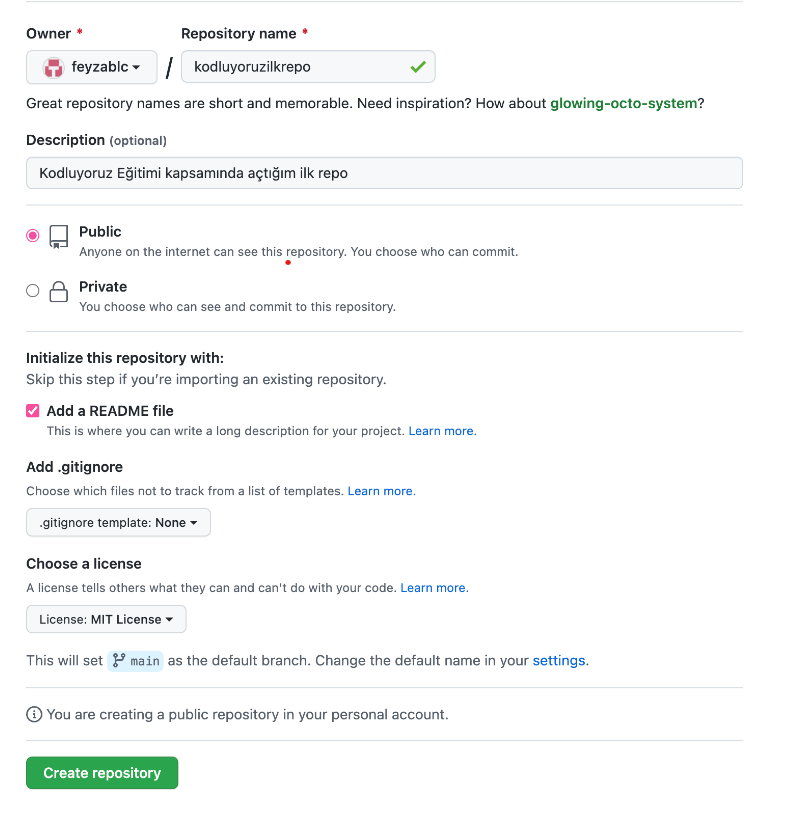 Owner * Repository name *
feyzablc / kodluyoruzilkrepo
Great repository names are short and memorable. Need inspiration? How about glowing-octo-system?
Description (optional)
Kodluyoruz Eğitimi kapsamında açtığım ilk repo
Public
Anyone on the internet can see this repository. You choose who can commit.
Private
You choose who can see and commit to this repository.
Initialize this repository with:
Skip this step if you’re importing an existing repository.
Add a README file
This is where you can write a long description for your project. Learn more.
Add .gitignore
Choose which files not to track from a list of templates. Learn more.
.gitignore template: None
Choose a license
A license tells others what they can and can't do with your code. Learn more.
License: MIT License
This will set main as the default branch. Change the default name in your settings.
You are creating a public repository in your personal account.
Create repository